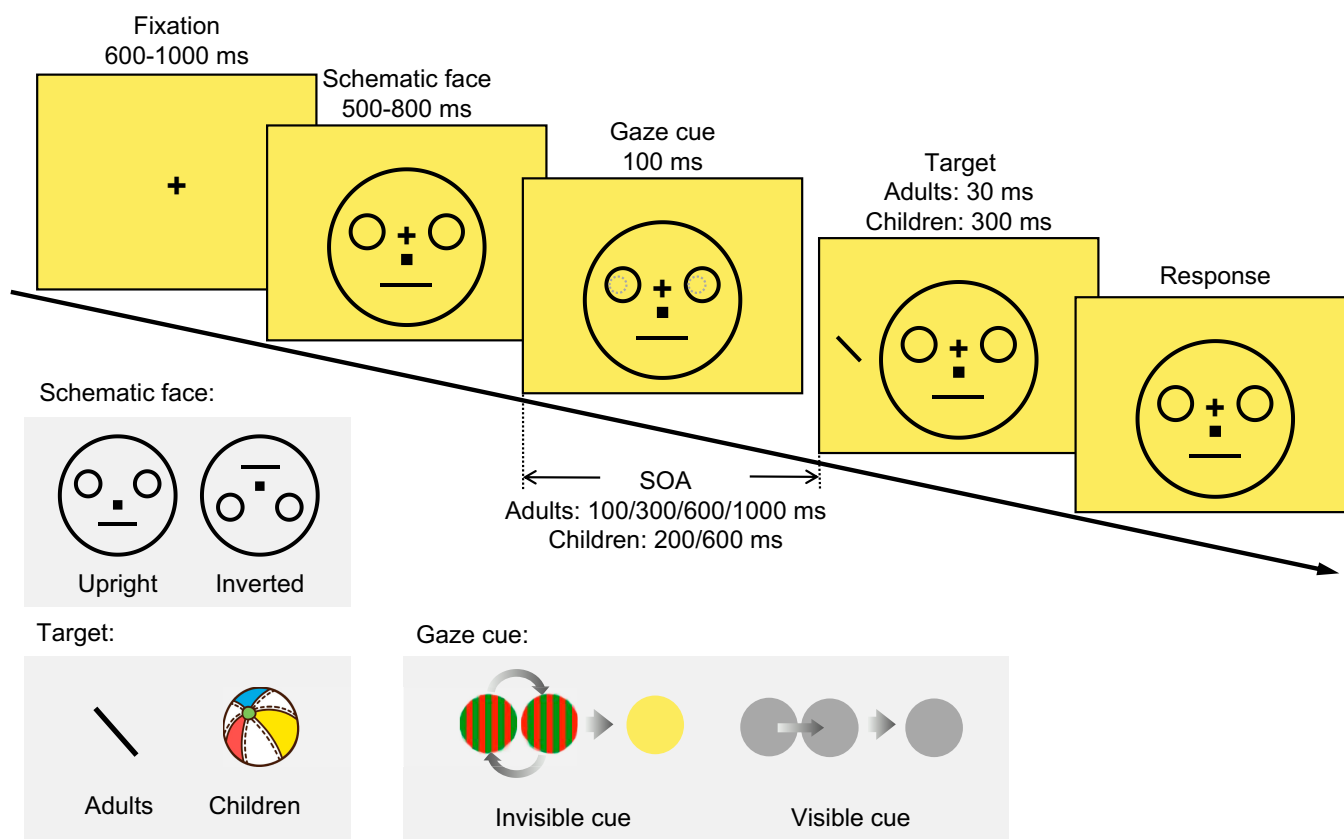 Fixation
600-1000 ms
Schematic face
500-800 ms
Gaze cue
100 ms
Target
Adults: 30 ms
Children: 300 ms
Response
SOA
Adults: 100/300/600/1000 ms
Children: 200/600 ms
Schematic face:
Upright
Inverted
Target:
Adults
Children
Gaze cue:
Invisible cue
Visible cue